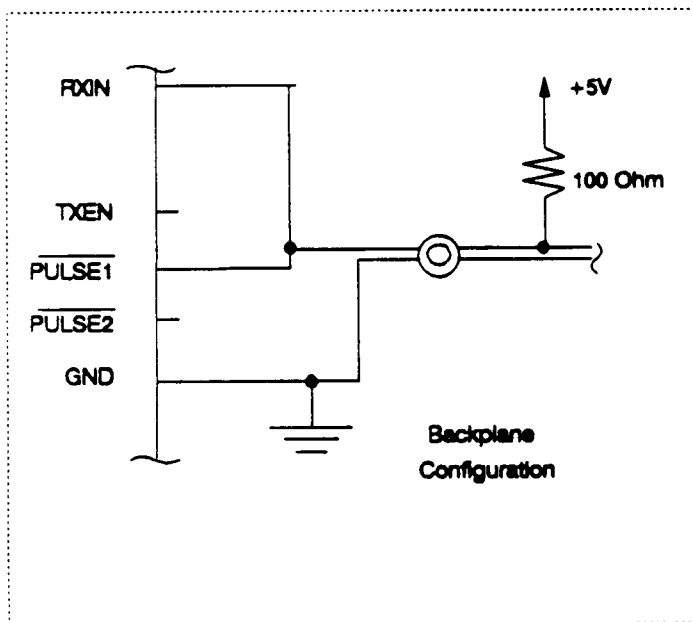 RXIN
+5V
100 Ohm
TXEN
PULSE1
PULSE2
GND
Backplane
Configuration